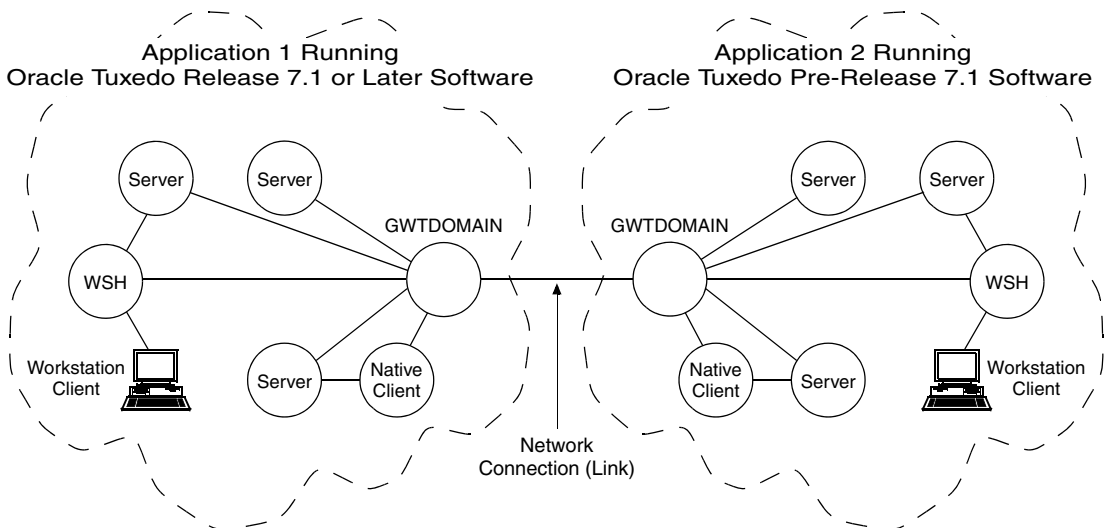 Application 1 Running
Oracle Tuxedo Release 7.1 or Later Software
Application 2 Running
Oracle Tuxedo Pre-Release 7.1 Software
Server
Server
GWTDOMAIN
WSH
Workstation
Client
Server
Native
Client
Network
Connection (Link)
GWTDOMAIN
Server
Server
WSH
Native
Client
Server
Workstation
Client